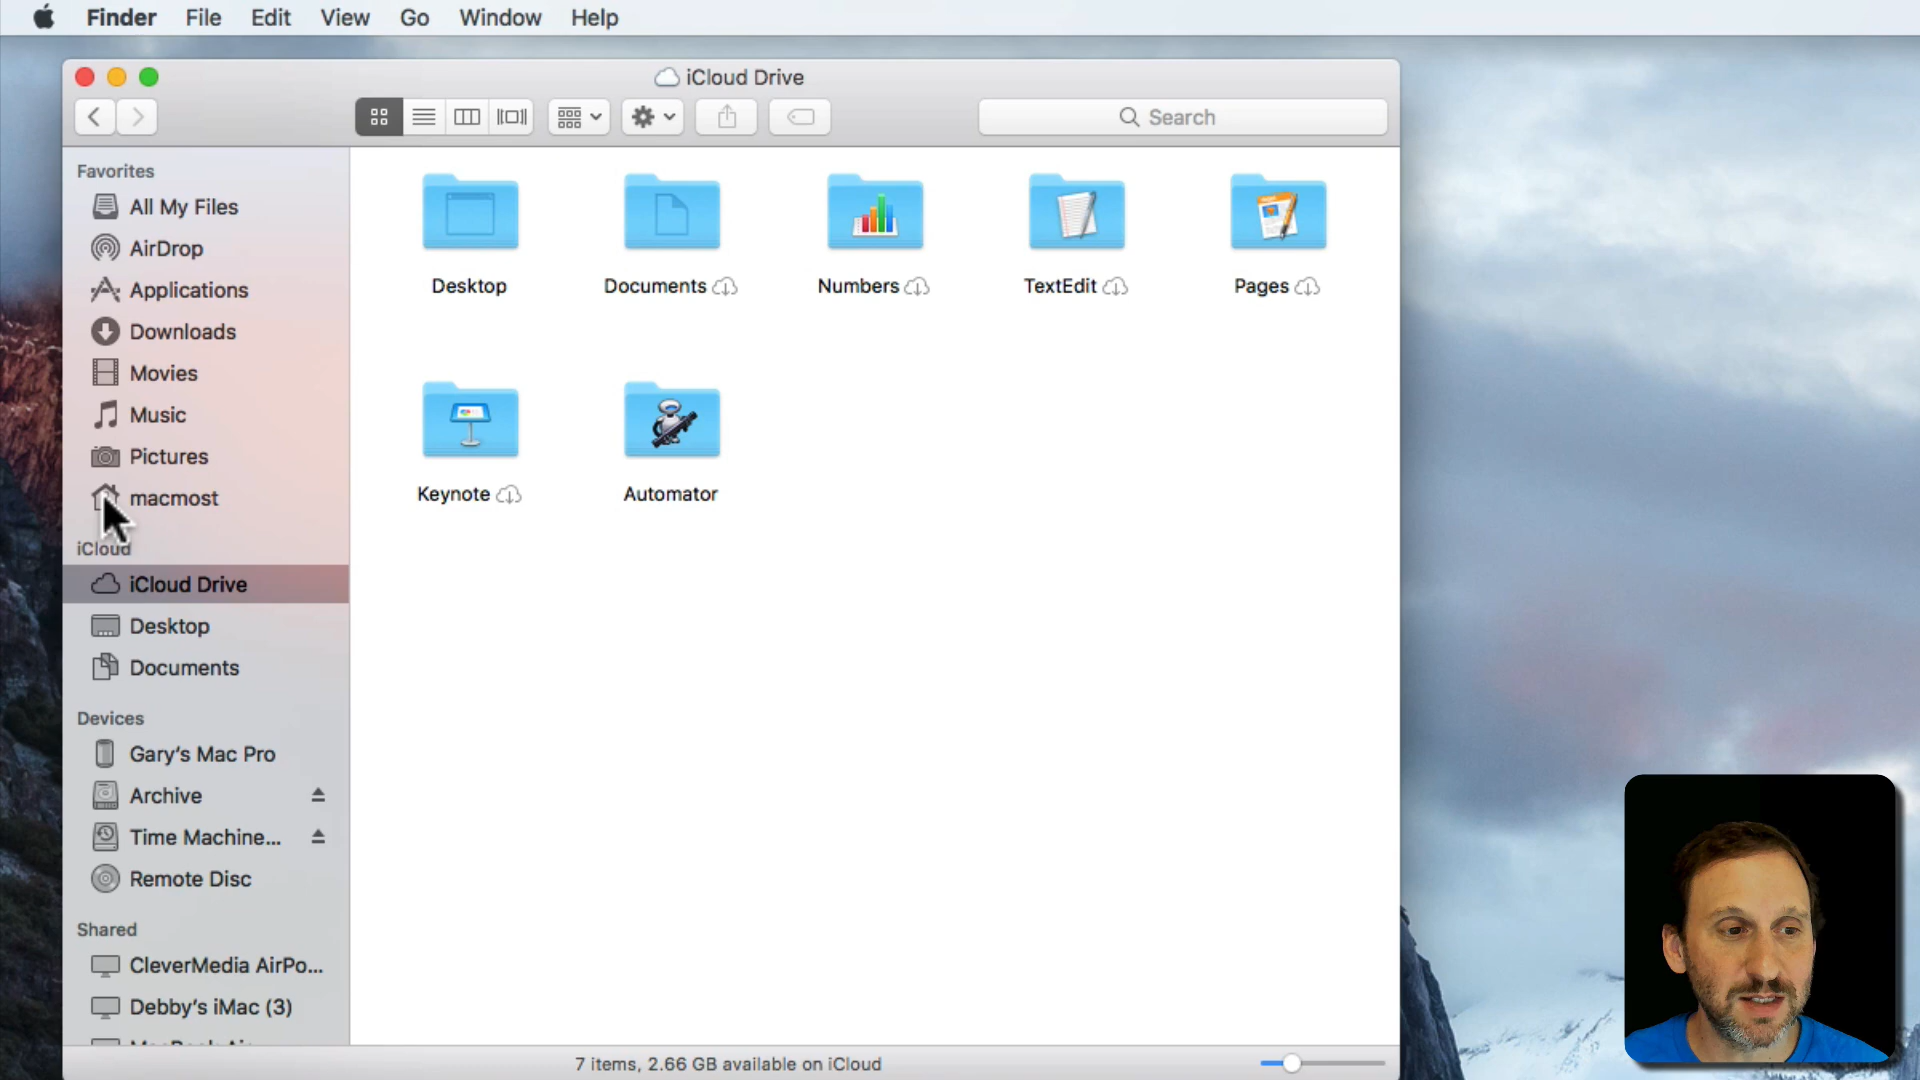 Finder File Edit View Go Window Help
iCloud Drive
Search
Favorites
All My Files
AirDrop
Applications
Downloads
Movies
Music
Pictures
macmost
iCloud
iCloud Drive
Desktop
Documents
Devices
Gary's Mac Pro
Archive
Time Machine...
Remote Disc
Shared
CleverMedia AirPo...
Debby's iMac (3)
Desktop Documents Numbers TextEdit Pages
Keynote Automator
7 items, 2.66 GB available on iCloud